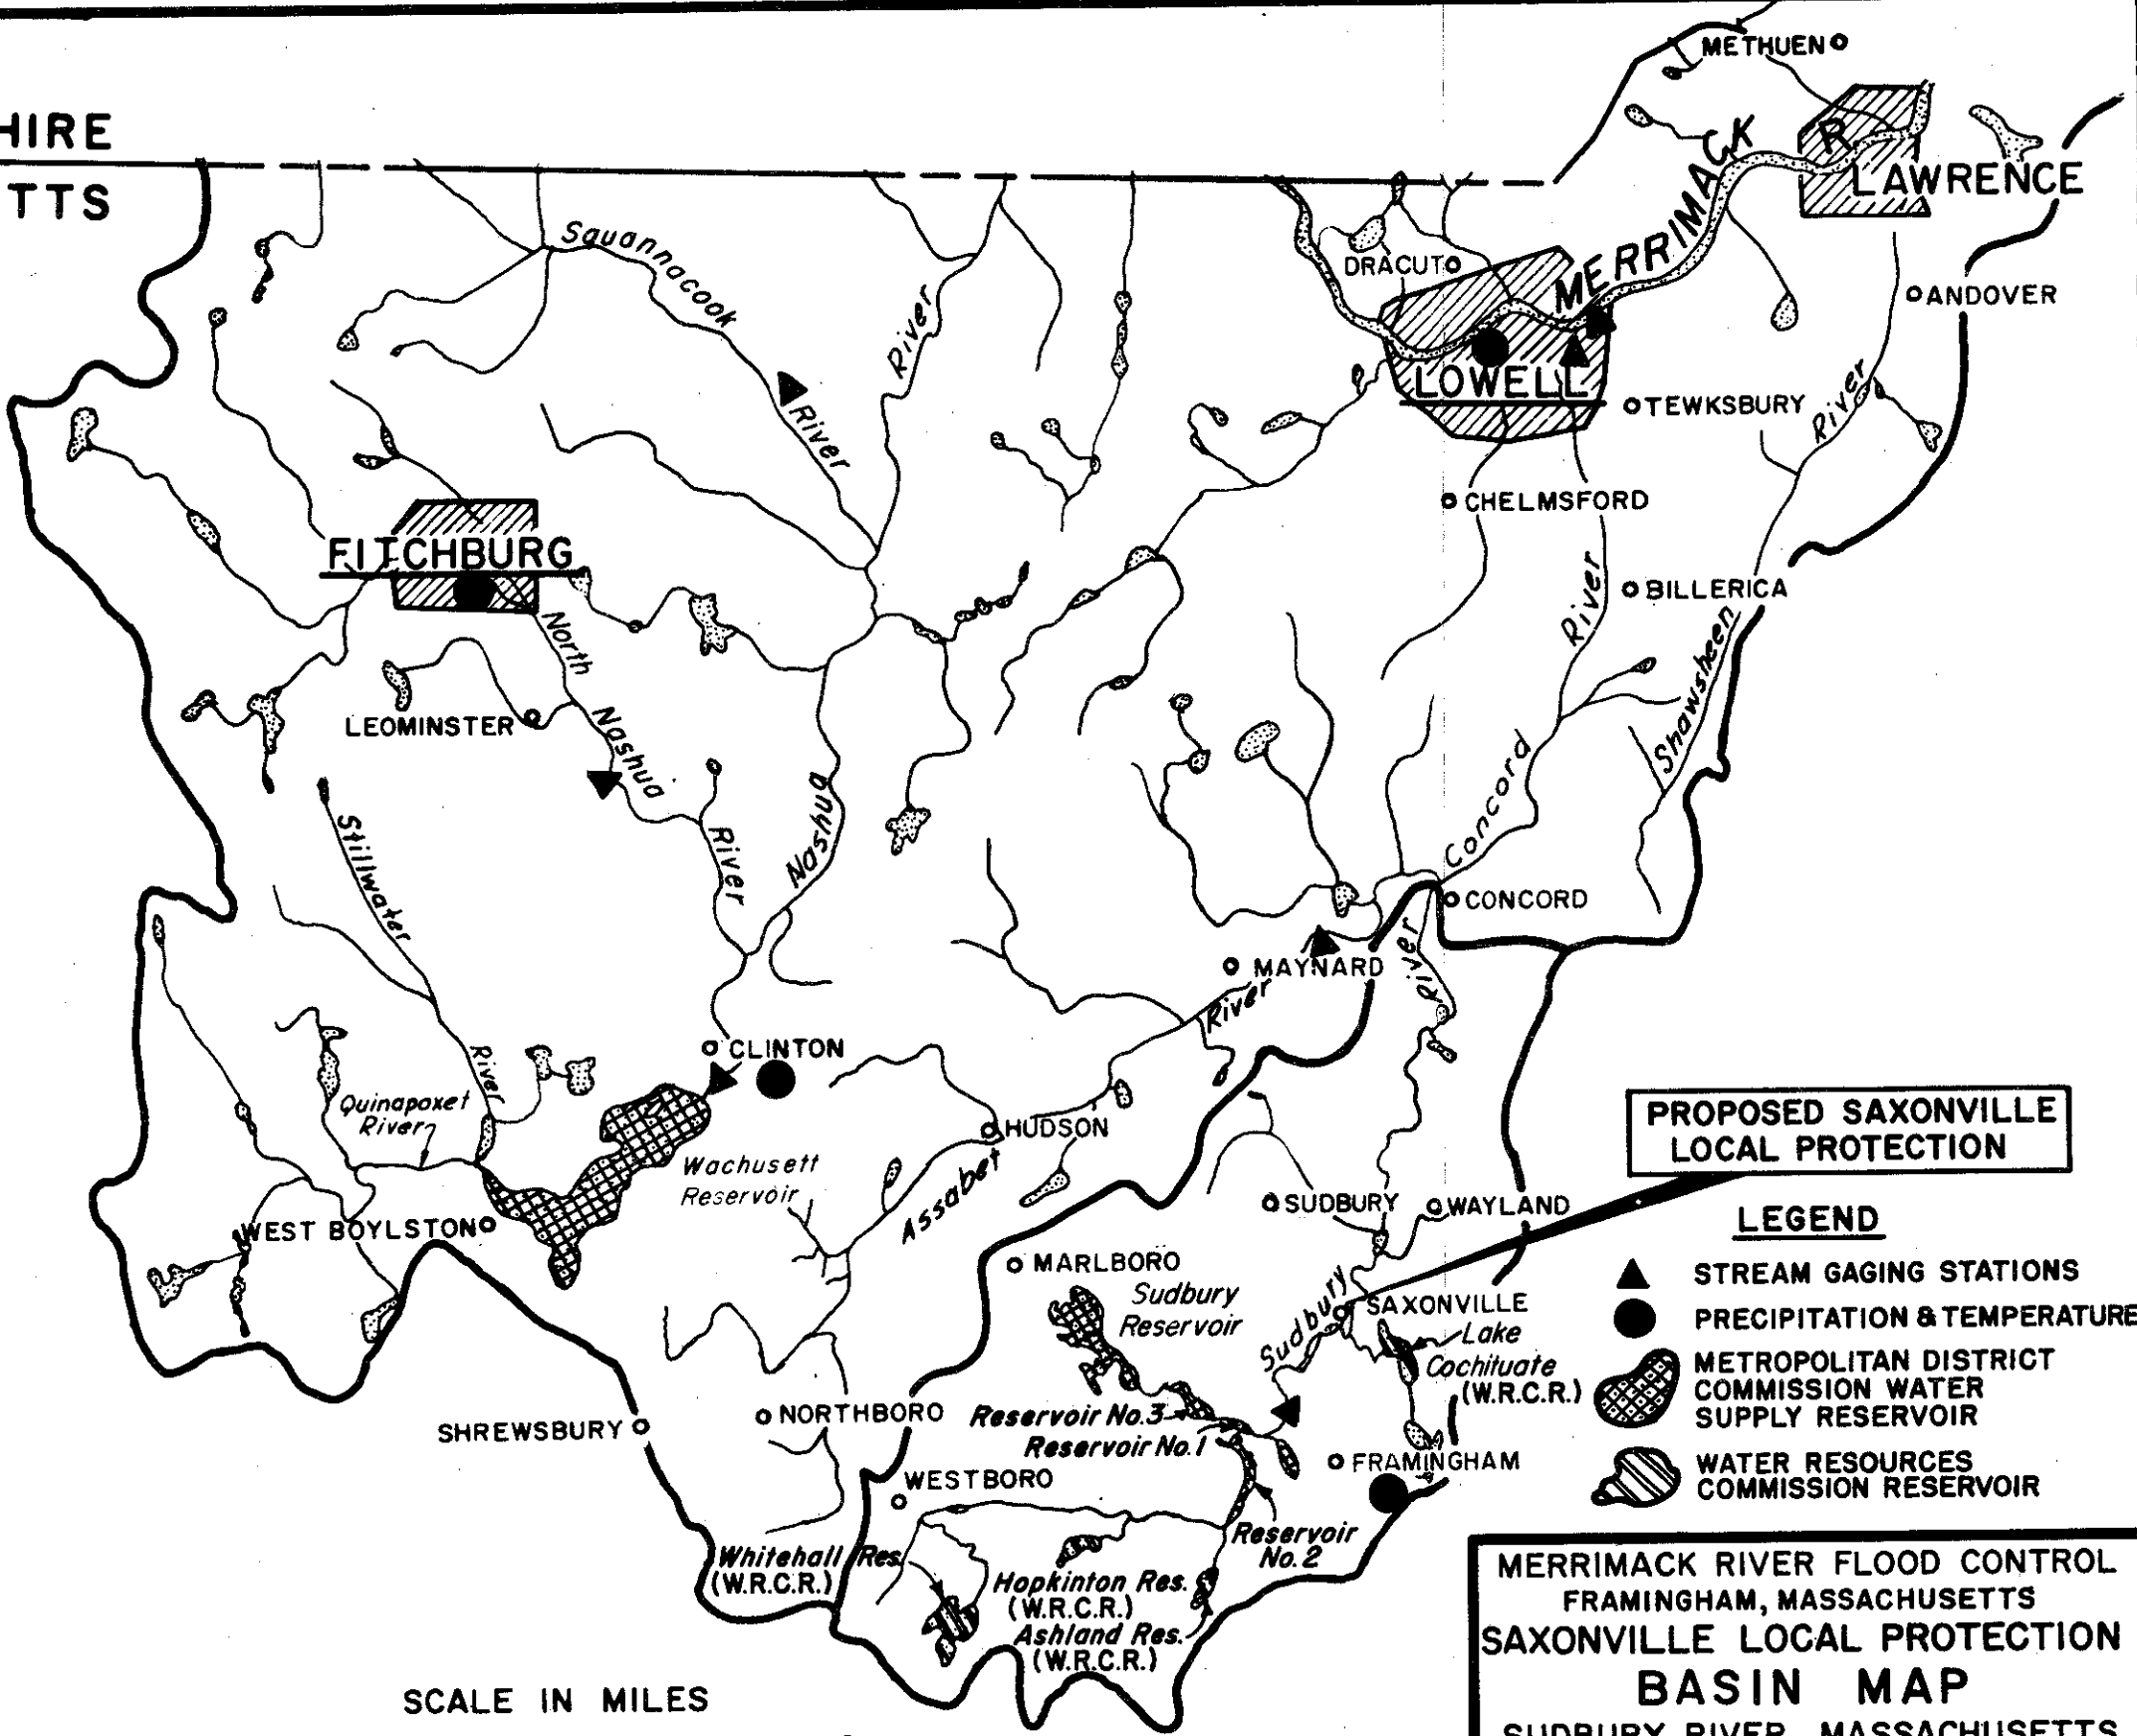 METHUEN
HIRE
TTS
MERRIMACK R
LAWRENCE
Squannacook
River
River
DRACUT
ANDOVER
LOWELL
TEWKSBURY
River
CHELMSFORD
FITCHBURG
BILLERICA
River
Shawsheen
North
Nashua
River
LEOMINSTER
Nashua
Concord
Stillwater
River
CONCORD
River
MAYNARD
River
CLINTON
Quinapoxet
River
HUDSON
Assabet
Wachusett
Reservoir
PROPOSED SAXONVILLE
LOCAL PROTECTION
SUDBURY
WAYLAND
WEST BOYLSTON
LEGEND
MARLBORO
STREAM GAGING STATIONS
Sudbury
Reservoir
Sudbury
SAXONVILLE
PRECIPITATION & TEMPERATURE
Lake
Cochituate
(W.R.C.R.)
METROPOLITAN DISTRICT
COMMISSION WATER
SUPPLY RESERVOIR
SHREWSBURY
NORTHBORO
Reservoir No.3
Reservoir No.1
FRAMINGHAM
WATER RESOURCES
COMMISSION RESERVOIR
WESTBORO
Reservoir
No.2
Whitehall Res.
(W.R.C.R.)
Hopkinton Res.
(W.R.C.R.)
Ashland Res.
(W.R.C.R.)
MERRIMACK RIVER FLOOD CONTROL
FRAMINGHAM, MASSACHUSETTS
SAXONVILLE LOCAL PROTECTION
BASIN MAP
SUDBURY RIVER, MASSACHUSETTS
SCALE IN MILES